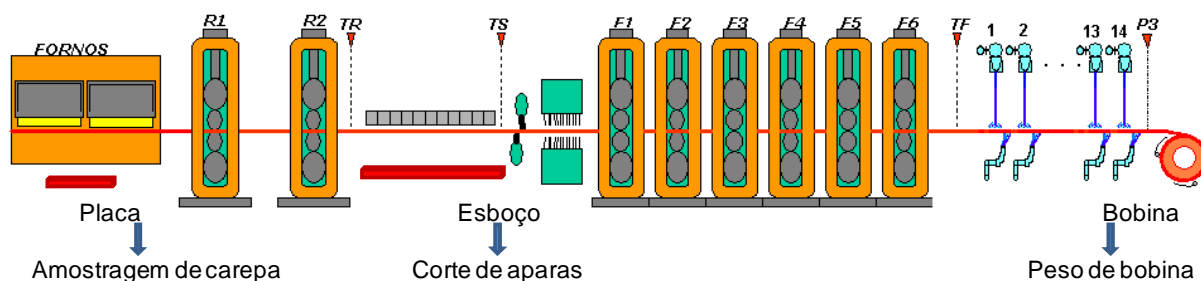 FORNOS
R1
R2
TR
TS
F1
F2
F3
F4
F5
F6
TF
1
2
. . .
13
14
P3
Placa
Esboço
Bobina
Amostragem de carepa
Corte de aparas
Peso de bobina